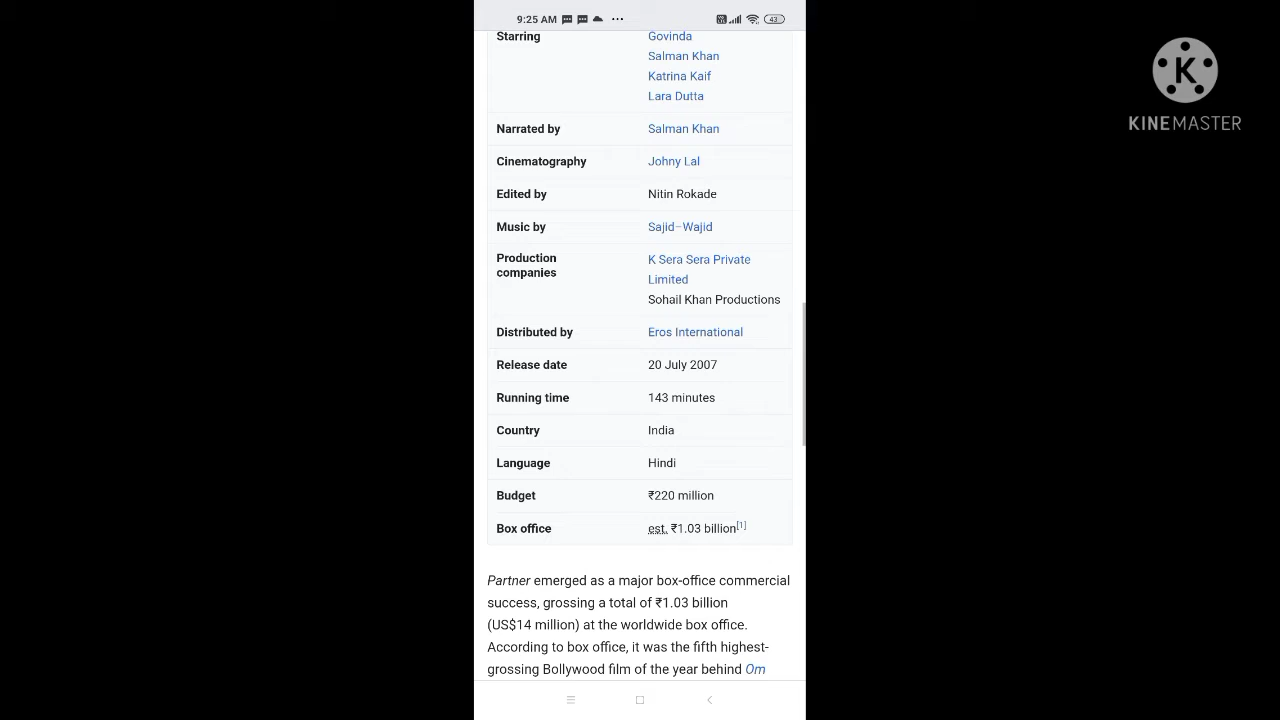 9:25 AM
43
Starring
Govinda
Salman Khan
Katrina Kaif
Lara Dutta
Narrated by
Salman Khan
Cinematography
Johny Lal
Edited by
Nitin Rokade
Music by
Sajid–Wajid
Production
companies
K Sera Sera Private
Limited
Sohail Khan Productions
Distributed by
Eros International
Release date
20 July 2007
Running time
143 minutes
Country
India
Language
Hindi
Budget
₹220 million
Box office
est. ₹1.03 billion[1]
Partner emerged as a major box-office commercial
success, grossing a total of ₹1.03 billion
(US$14 million) at the worldwide box office.
According to box office, it was the fifth highest-
grossing Bollywood film of the year behind Om
K
KINEMASTER